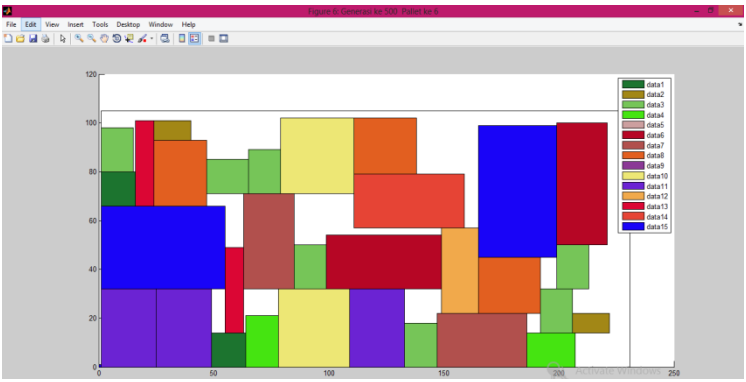 Figure 6: Generasi ke 500 Pallet ke 6
File Edit View Insert Tools Desktop Window Help
120
100
80
60
40
20
0
0 50 100 150 200 250
data1
data2
data3
data4
data5
data6
data7
data8
data9
data10
data11
data12
data13
data14
data15
Activate Windows